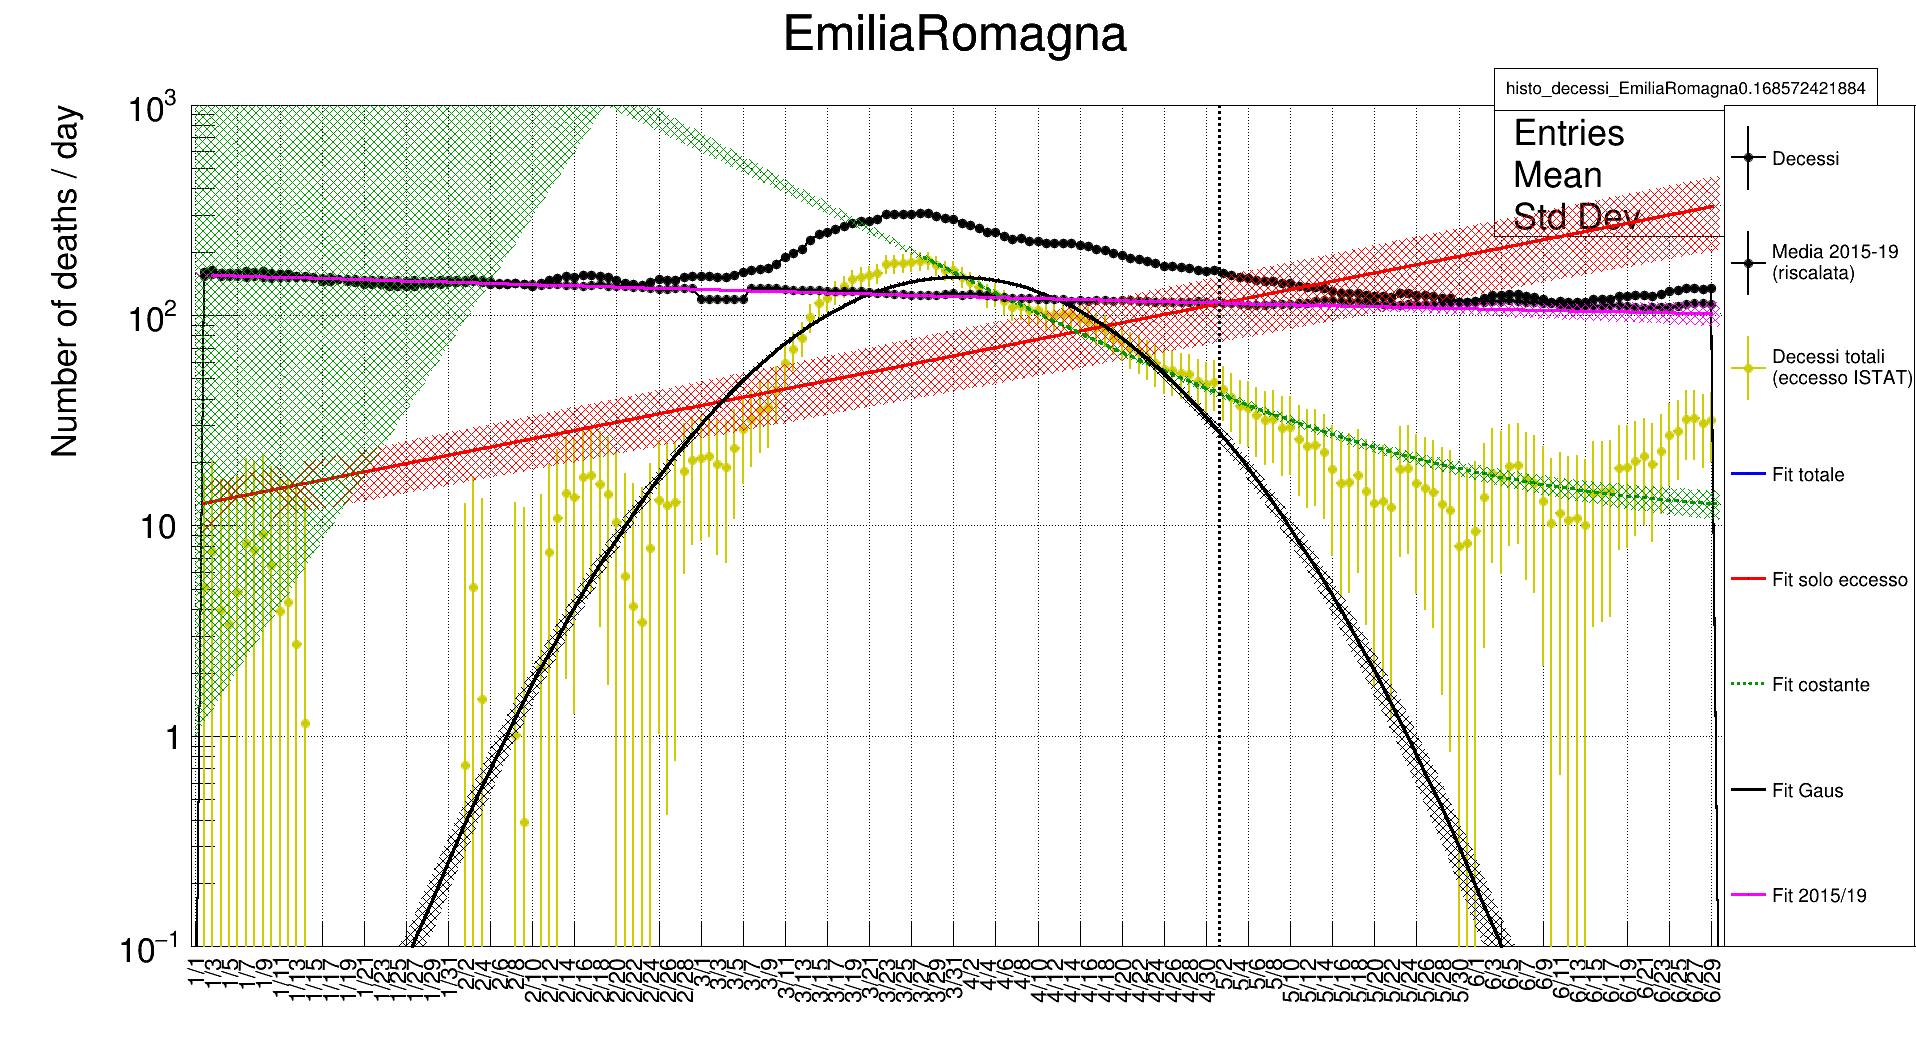 EmiliaRomagna
Number of deaths / day
10³
10²
10
1
10⁻¹
1/1 1/3 1/5 1/7 1/9 1/11 1/13 1/15 1/17 1/19 1/21 1/23 1/25 1/27 1/29 1/31 2/2 2/4 2/6 2/8 2/10 2/12 2/14 2/16 2/18 2/20 2/22 2/24 2/26 2/28 3/1 3/3 3/5 3/7 3/9 3/11 3/13 3/15 3/17 3/19 3/21 3/23 3/25 3/27 3/29 3/31 4/2 4/4 4/6 4/8 4/10 4/12 4/14 4/16 4/18 4/20 4/22 4/24 4/26 4/28 4/30 5/2 5/4 5/6 5/8 5/10 5/12 5/14 5/16 5/18 5/20 5/22 5/24 5/26 5/28 5/30 6/1 6/3 6/5 6/7 6/9 6/11 6/13 6/15 6/17 6/19 6/21 6/23 6/25 6/27 6/29
histo_decessi_EmiliaRomagna0.168572421884
Entries
Mean
Std Dev
Decessi
Media 2015-19
(riscalata)
Decessi totali
(eccesso ISTAT)
Fit totale
Fit solo eccesso
Fit costante
Fit Gaus
Fit 2015/19